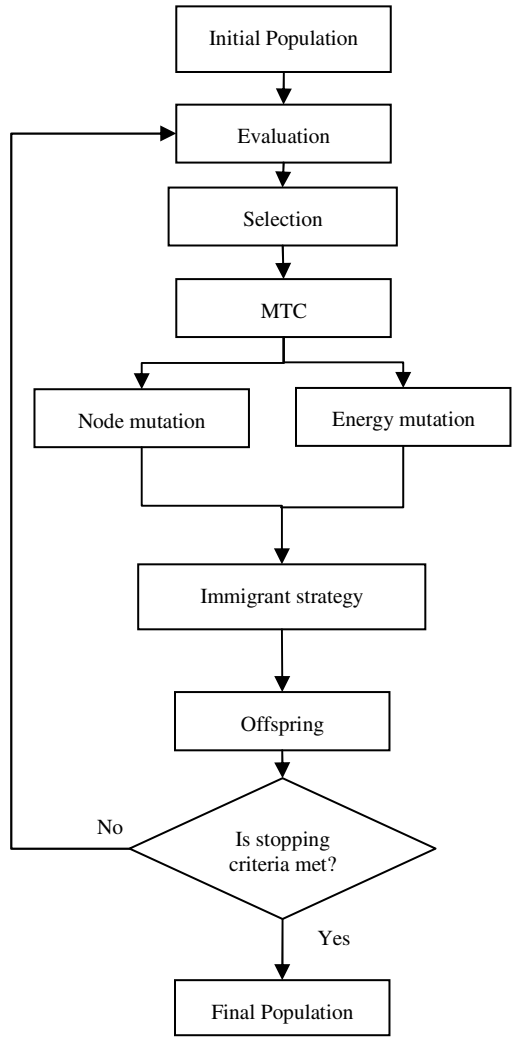 Initial Population
Evaluation
Selection
MTC
Node mutation
Energy mutation
Immigrant strategy
Offspring
No
Is stopping
criteria met?
Yes
Final Population